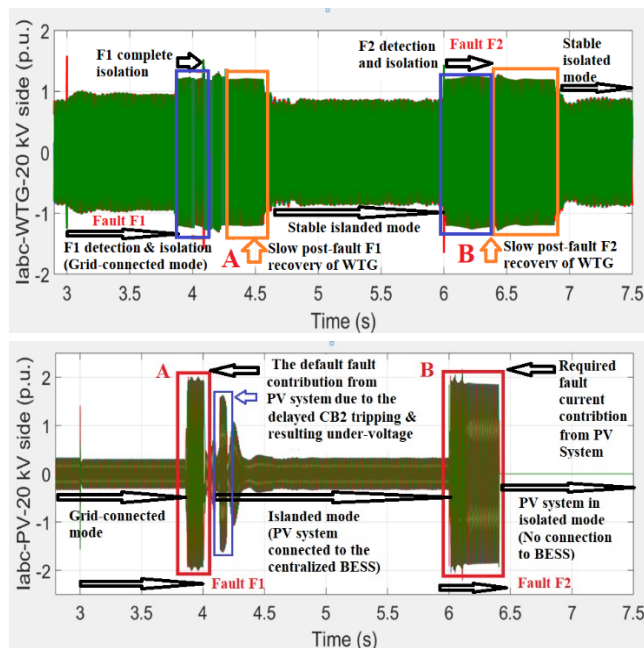 Iabc-WTG-20 kV side (p.u.)
2
1
0
-1
-2
F1 complete
isolation
F2 detection
and isolation
Fault F2
Stable
isolated
mode
Fault F1
F1 detection & isolation
(Grid-connected mode)
A
Stable islanded mode
Slow post-fault F1
recovery of WTG
B
Slow post-fault F2
recovery of WTG
3 3.5 4 4.5 5 5.5 6 6.5 7 7.5
Time (s)
Iabc-PV-20 kV side (p.u.)
2
1
0
-1
-2
A
The default fault
contribution from
PV system due to the
delayed CB2 tripping &
resulting under-voltage
B
Required
fault
current
contribtion
from PV
System
Grid-connected
mode
Islanded mode
(PV system
connected to the
centralized BESS)
PV system in
isolated mode
(No connection
to BESS)
Fault F1
Fault F2
3 3.5 4 4.5 5 5.5 6 6.5 7 7.5
Time (s)